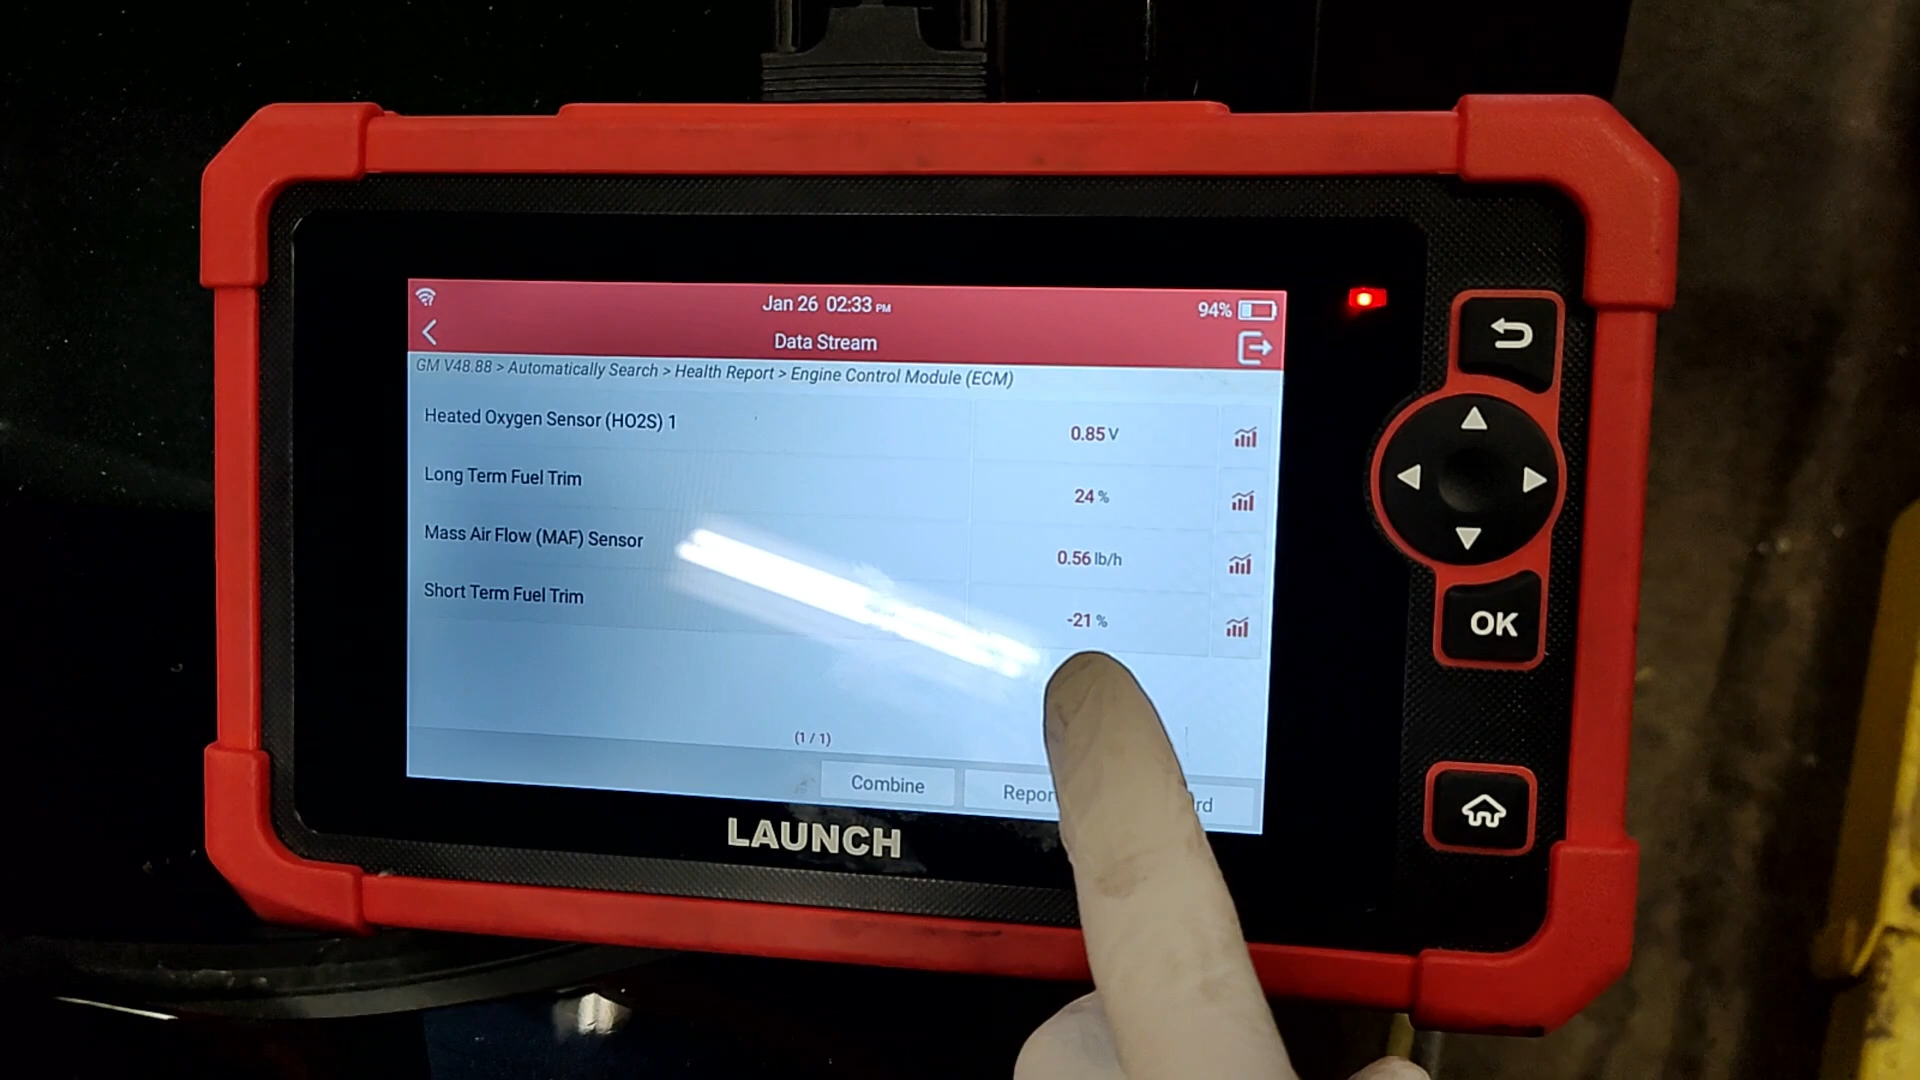 Jan 26 02:33 PM
94%
Data Stream
GM V48.88 > Automatically Search > Health Report > Engine Control Module (ECM)
Heated Oxygen Sensor (HO2S) 1 0.85 V
Long Term Fuel Trim 24 %
Mass Air Flow (MAF) Sensor 0.56 lb/h
Short Term Fuel Trim -21 %
(1 / 1)
Combine
LAUNCH
OK